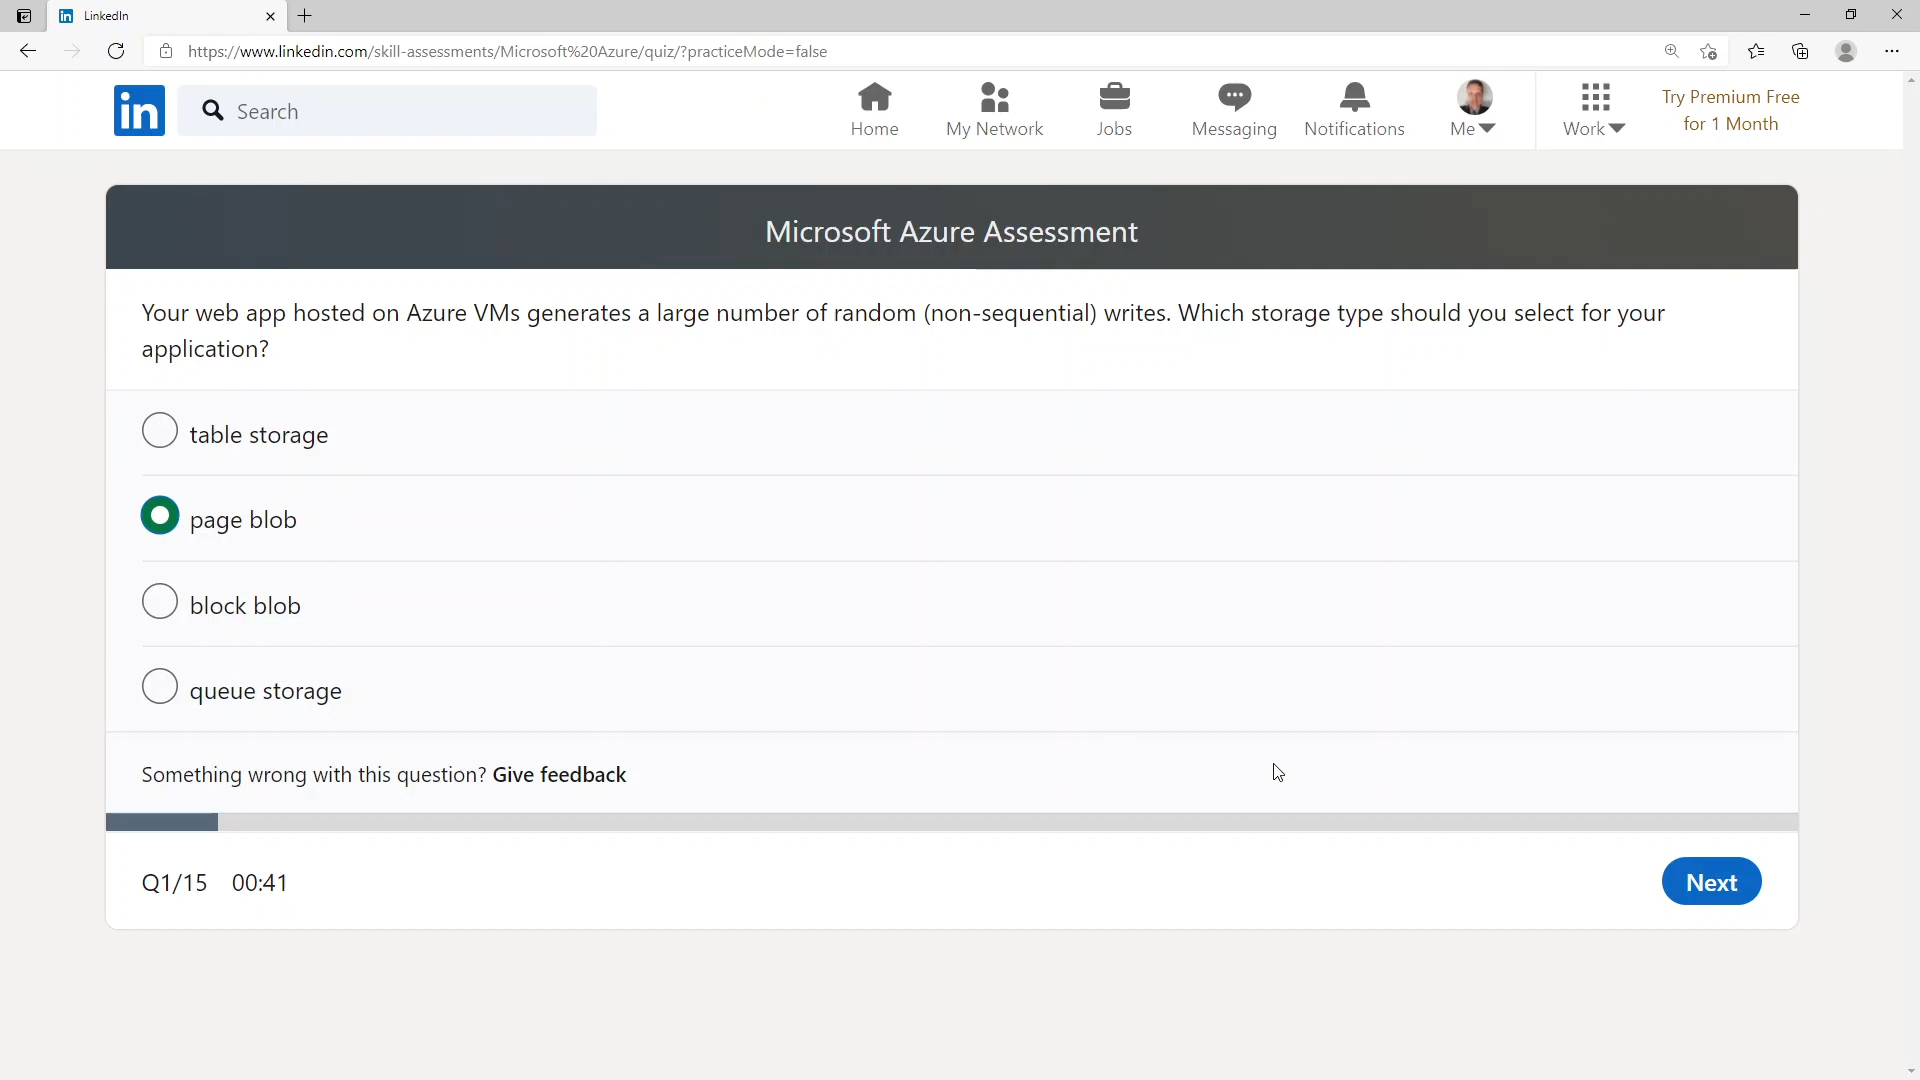 LinkedIn
https://www.linkedin.com/skill-assessments/Microsoft%20Azure/quiz/?practiceMode=false
in
Search
Home
My Network
Jobs
Messaging
Notifications
Me
Work
Try Premium Free
for 1 Month
Microsoft Azure Assessment
Your web app hosted on Azure VMs generates a large number of random (non-sequential) writes. Which storage type should you select for your
application?
table storage
page blob
block blob
queue storage
Something wrong with this question? Give feedback
Q1/15 00:41
Next